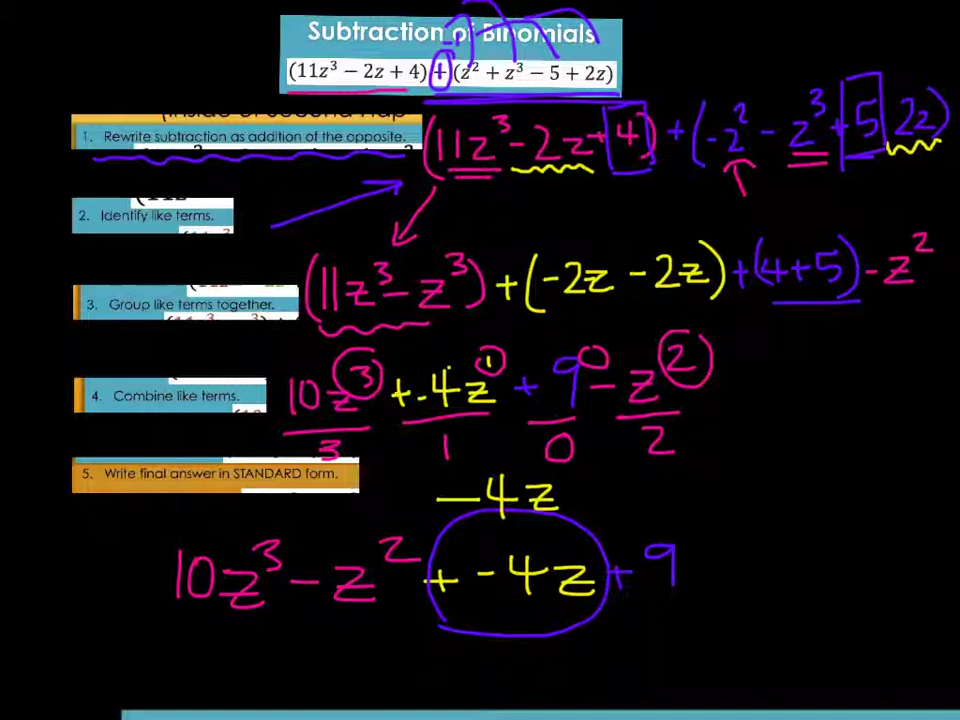 Subtraction of Binomials
(11z³ − 2z + 4) + (z² + z³ − 5 + 2z)
1. Rewrite subtraction as addition of the opposite.
(11z³ - 2z + 4) + (-z² - z³ + 5 2z)
2. Identify like terms.
3. Group like terms together.
(11z³ - z³) + (-2z - 2z) + (4 + 5) - z²
4. Combine like terms.
10z³ + -4z¹ + 9⁰ - z²
3 1 0 2
5. Write final answer in STANDARD form.
-4z
10z³ - z² + -4z + 9